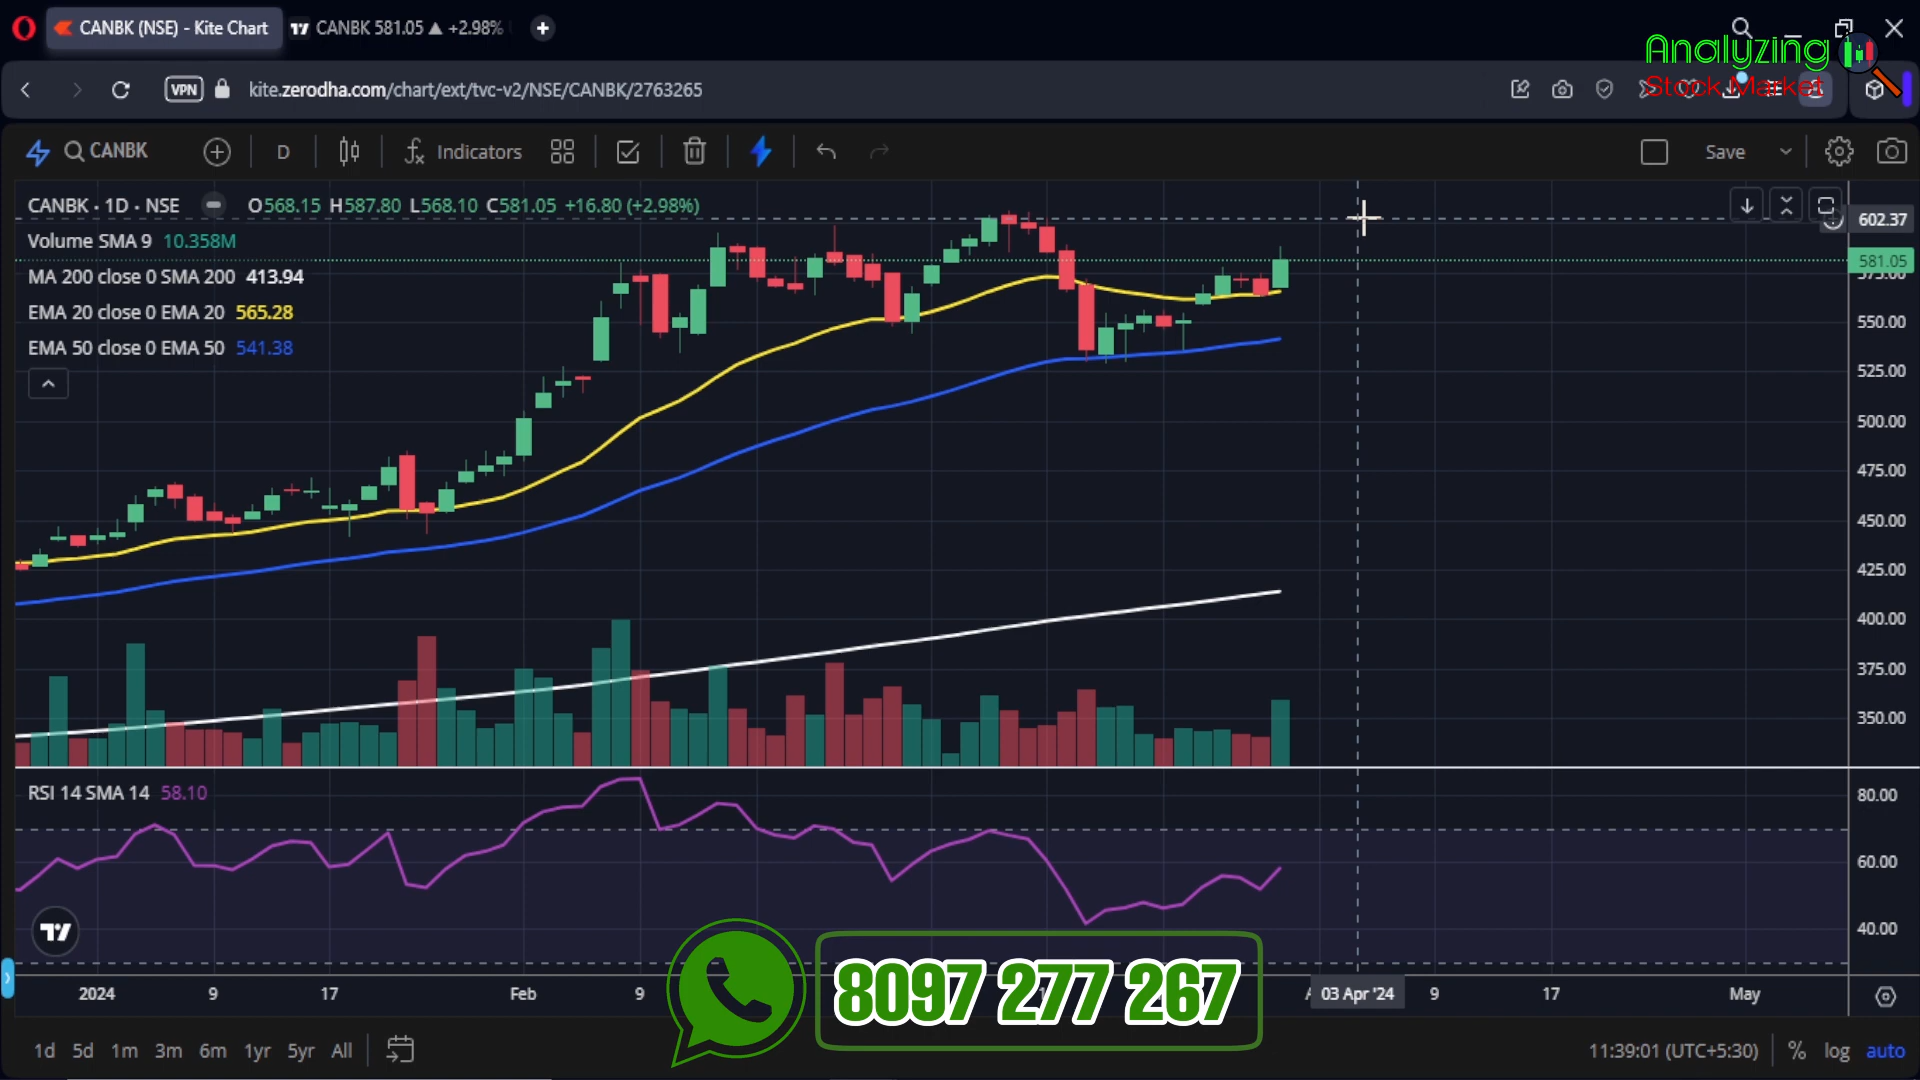 CANBK (NSE) - Kite Chart
CANBK 581.05 ▲ +2.98%
Analyzing
Stock Market
VPN
kite.zerodha.com/chart/ext/tvc-v2/NSE/CANBK/2763265
CANBK
D
Indicators
Save
CANBK · 1D · NSE O568.15 H587.80 L568.10 C581.05 +16.80 (+2.98%)
Volume SMA 9 10.358M
MA 200 close 0 SMA 200 413.94
EMA 20 close 0 EMA 20 565.28
EMA 50 close 0 EMA 50 541.38
602.37
581.05
575.00
550.00
525.00
500.00
475.00
450.00
425.00
400.00
375.00
350.00
RSI 14 SMA 14 58.10
80.00
60.00
40.00
2024 9 17 Feb 9 03 Apr '24 9 17 May
8097 277 267
1d 5d 1m 3m 6m 1yr 5yr All
11:39:01 (UTC+5:30) % log auto